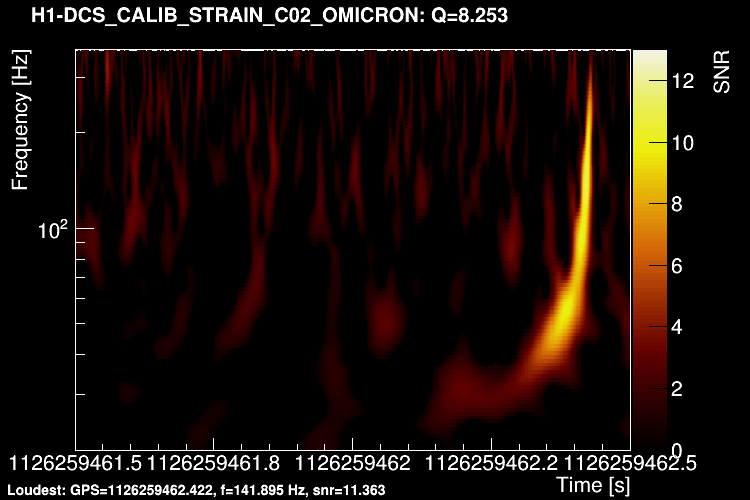 H1-DCS_CALIB_STRAIN_C02_OMICRON: Q=8.253
SNR
Frequency [Hz]
12
10
8
6
4
2
0
10²
1126259461.5 1126259461.8 1126259462 1126259462.2 1126259462.5
Time [s]
Loudest: GPS=1126259462.422, f=141.895 Hz, snr=11.363